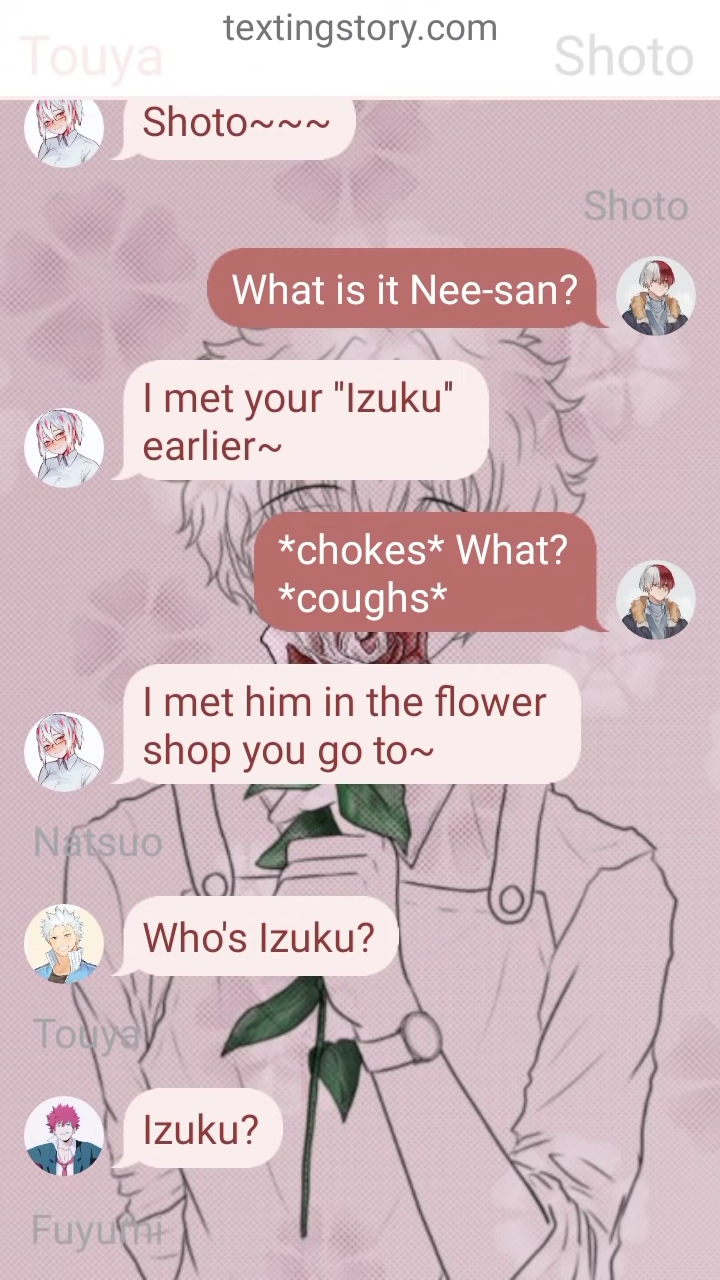 textingstory.com
Touya
Shoto
Shoto~~~
Shoto
What is it Nee-san?
I met your "Izuku"
earlier~
*chokes* What?
*coughs*
I met him in the flower
shop you go to~
Natsuo
Who's Izuku?
Touya
Izuku?
Fuyumi